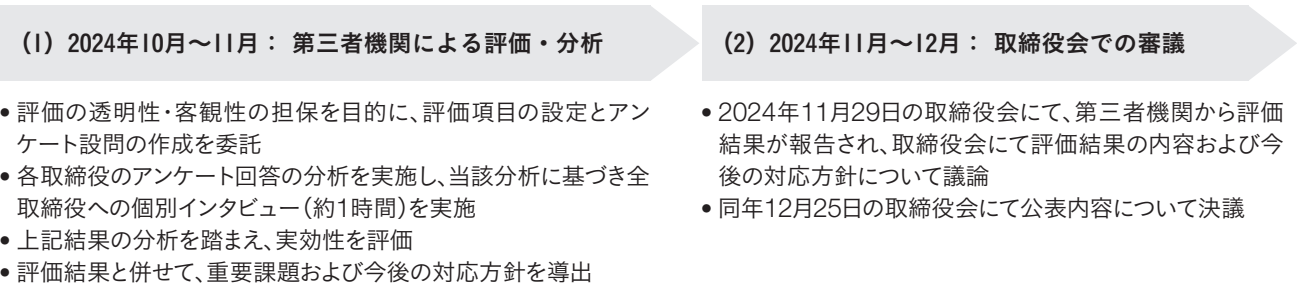 (1) 2024年10月～11月： 第三者機関による評価・分析
• 評価の透明性・客観性の担保を目的に、評価項目の設定とアン
ケート設問の作成を委託
• 各取締役のアンケート回答の分析を実施し、当該分析に基づき全
取締役への個別インタビュー（約1時間）を実施
• 上記結果の分析を踏まえ、実効性を評価
• 評価結果と併せて、重要課題および今後の対応方針を導出
(2) 2024年11月～12月： 取締役会での審議
• 2024年11月29日の取締役会にて、第三者機関から評価
結果が報告され、取締役会にて評価結果の内容および今
後の対応方針について議論
• 同年12月25日の取締役会にて公表内容について決議